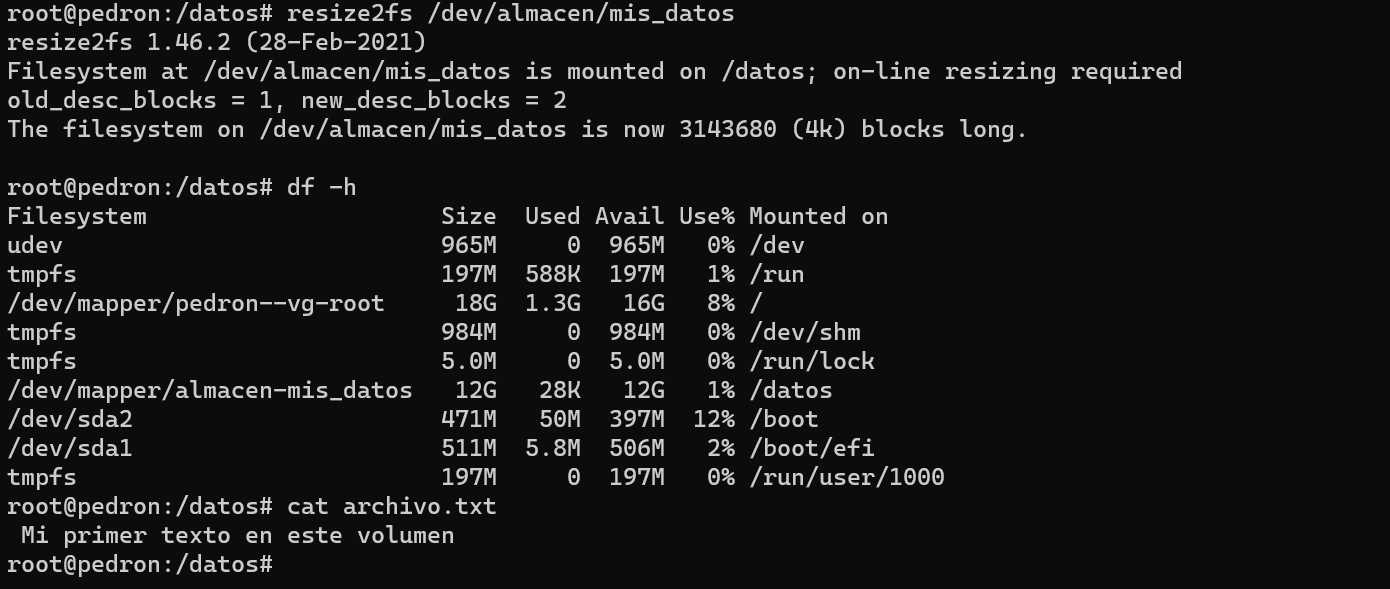 root@pedron:/datos# resize2fs /dev/almacen/mis_datos
resize2fs 1.46.2 (28-Feb-2021)
Filesystem at /dev/almacen/mis_datos is mounted on /datos; on-line resizing required
old_desc_blocks = 1, new_desc_blocks = 2
The filesystem on /dev/almacen/mis_datos is now 3143680 (4k) blocks long.

root@pedron:/datos# df -h
Filesystem                     Size  Used Avail Use% Mounted on
udev                           965M     0  965M   0% /dev
tmpfs                          197M  588K  197M   1% /run
/dev/mapper/pedron--vg-root     18G  1.3G   16G   8% /
tmpfs                          984M     0  984M   0% /dev/shm
tmpfs                          5.0M     0  5.0M   0% /run/lock
/dev/mapper/almacen-mis_datos   12G   28K   12G   1% /datos
/dev/sda2                      471M   50M  397M  12% /boot
/dev/sda1                      511M  5.8M  506M   2% /boot/efi
tmpfs                          197M     0  197M   0% /run/user/1000
root@pedron:/datos# cat archivo.txt
 Mi primer texto en este volumen
root@pedron:/datos#